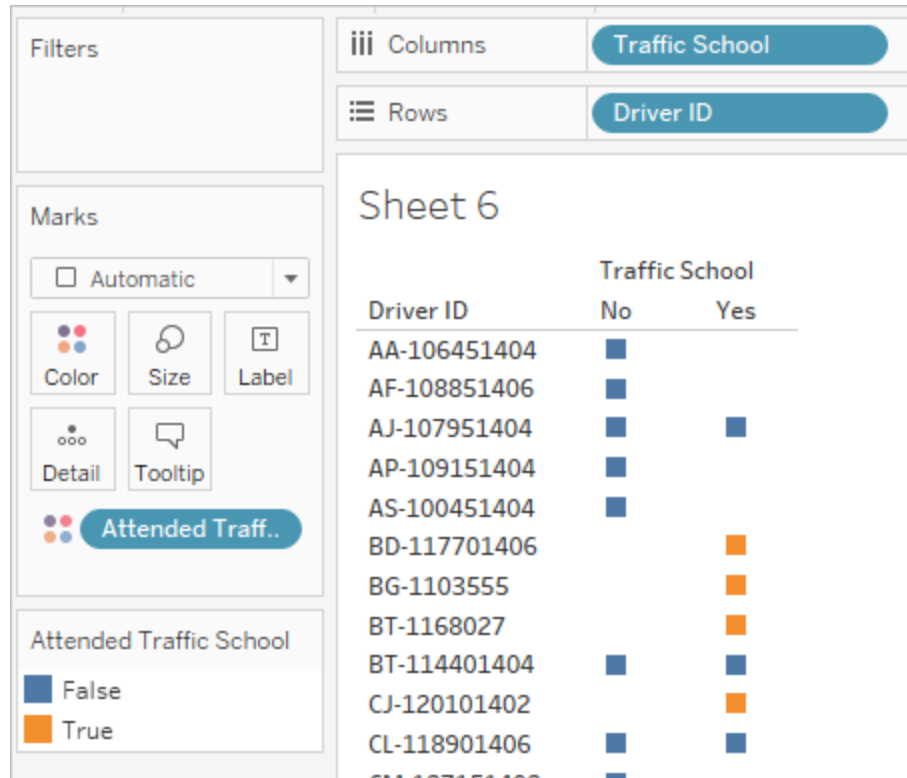 Filters
iii Columns
Traffic School
Rows
Driver ID
Marks
Automatic
Color
Size
T
Label
Detail
Tooltip
Attended Traff..
Attended Traffic School
False
True
Sheet 6
Traffic School
Driver ID No Yes
AA-106451404
AF-108851406
AJ-107951404
AP-109151404
AS-100451404
BD-117701406
BG-1103555
BT-1168027
BT-114401404
CJ-120101402
CL-118901406